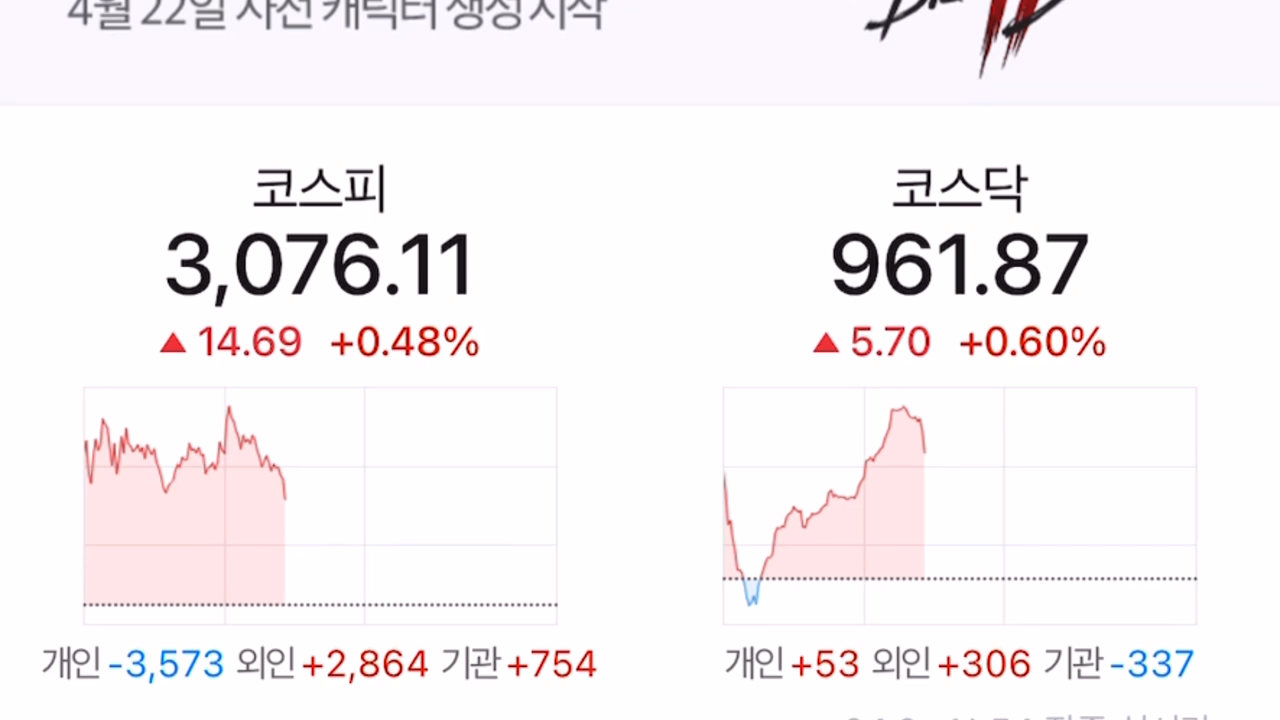 4월 22일 사전 캐릭터 생성 시작
코스피
3,076.11
▲ 14.69 +0.48%
개인 -3,573 외인 +2,864 기관 +754
코스닥
961.87
▲ 5.70 +0.60%
개인 +53 외인 +306 기관 -337